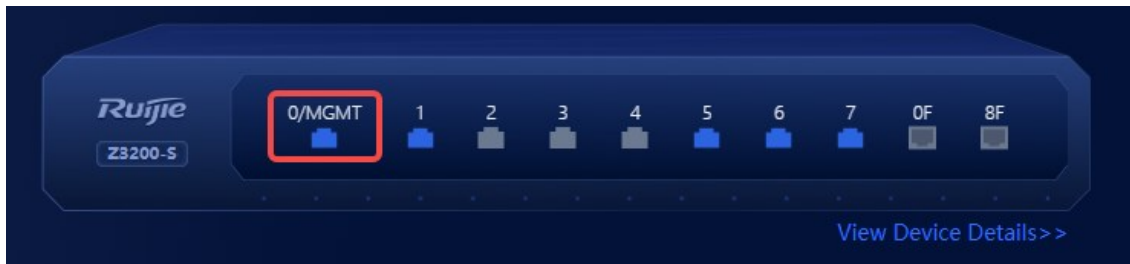 Ruijie
Z3200-S
0/MGMT 1 2 3 4 5 6 7 0F 8F
View Device Details>>